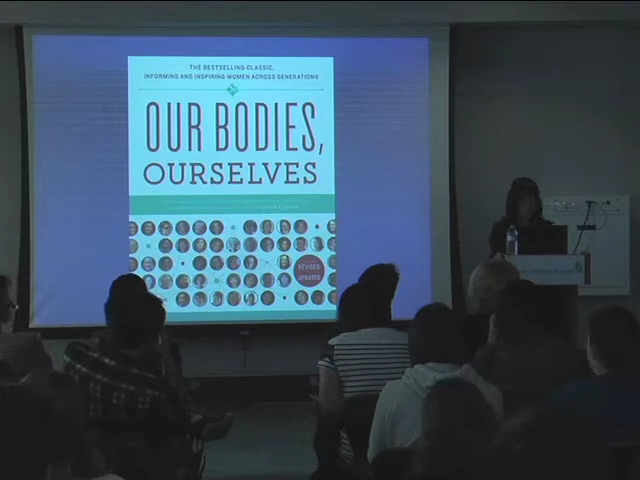 THE BESTSELLING CLASSIC,
INFORMING AND INSPIRING WOMEN ACROSS GENERATIONS
OUR BODIES,
OURSELVES
REVISED
UPDATED